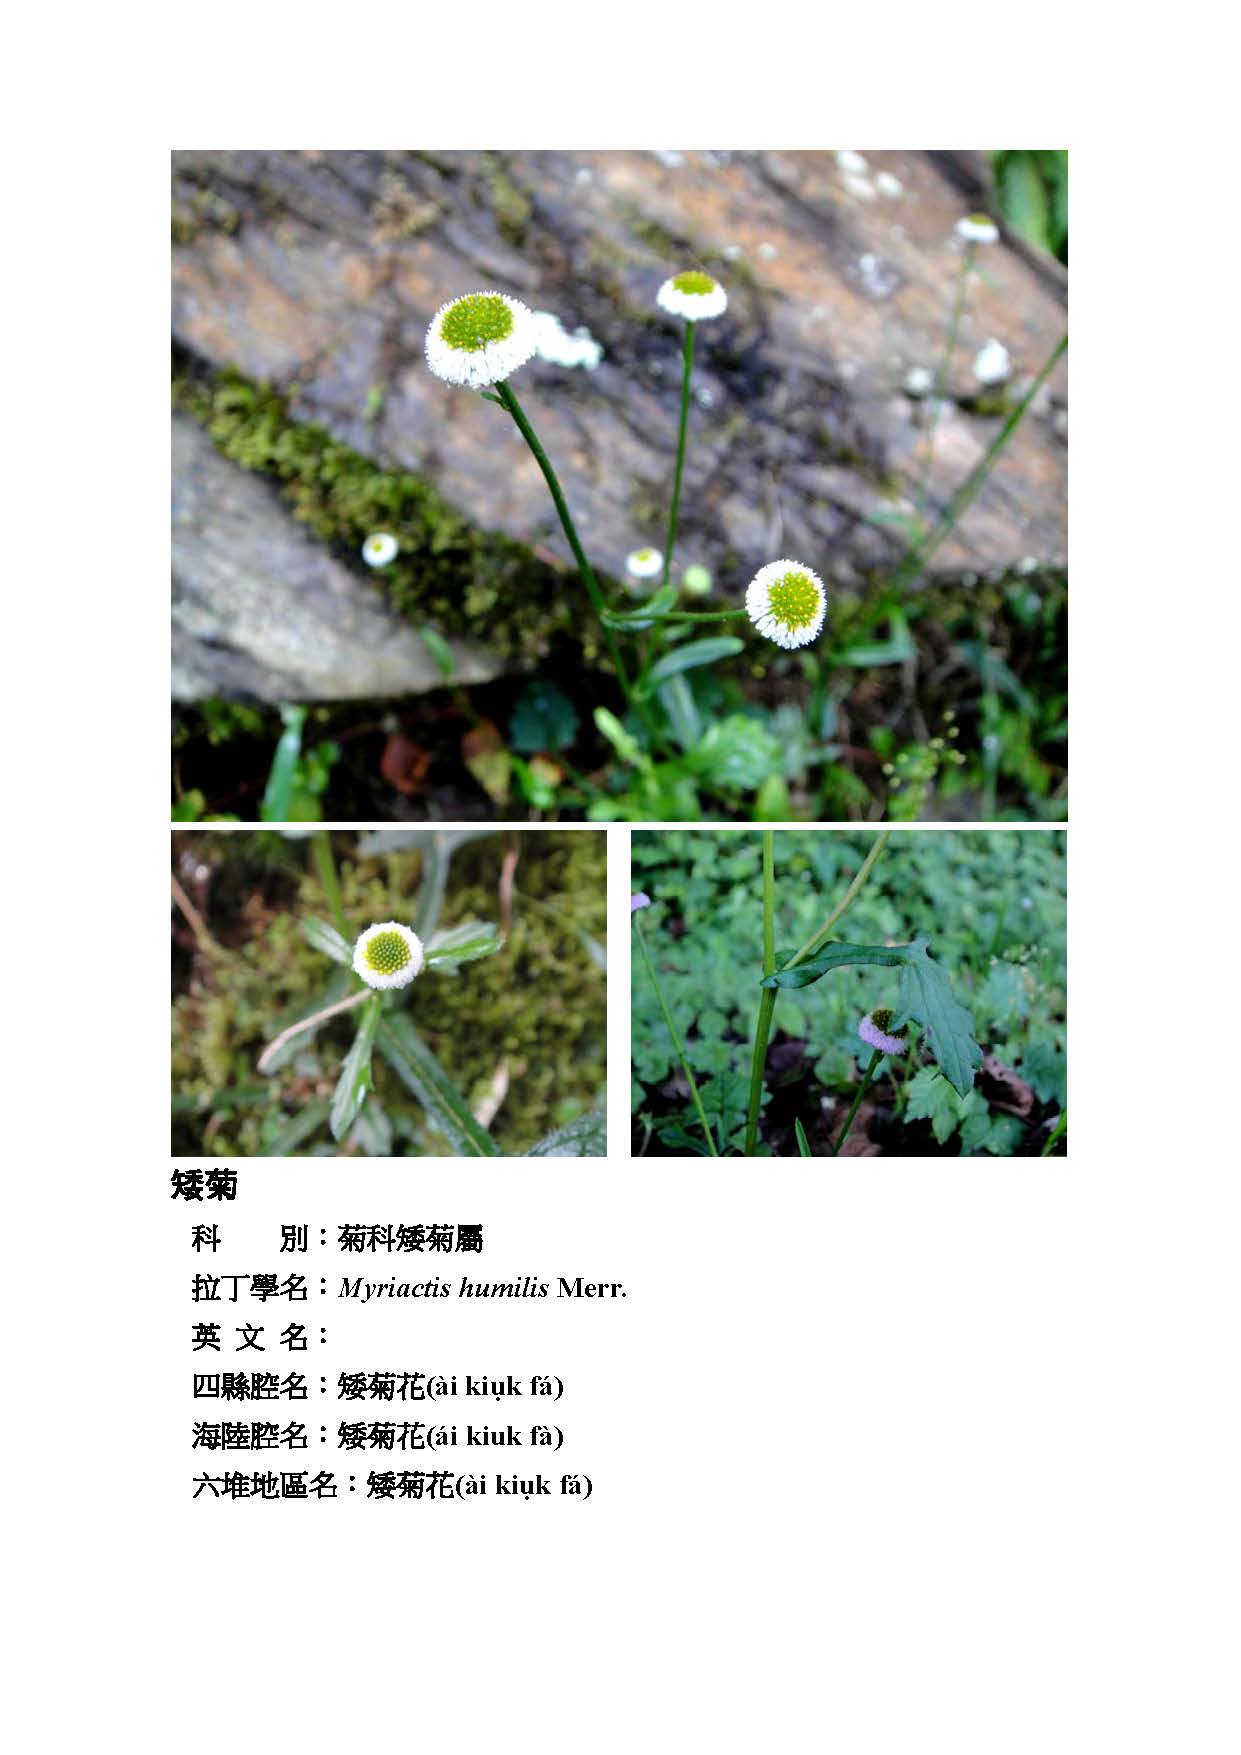 矮菊
科　　別：菊科矮菊屬
拉丁學名：Myriactis humilis Merr.
英 文 名：
四縣腔名：矮菊花(ài kiụk fá)
海陸腔名：矮菊花(ái kiuk fà)
六堆地區名：矮菊花(ài kiụk fá)